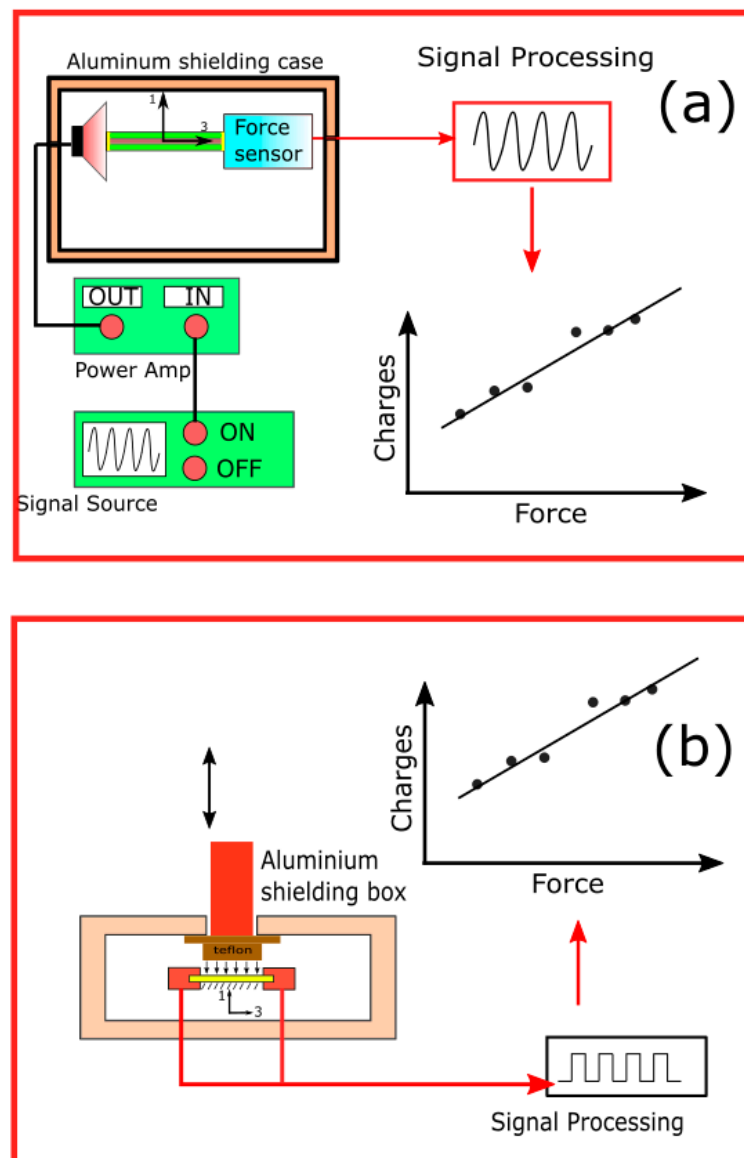 Aluminum shielding case
Signal Processing
(a)
1
3
Force
sensor
OUT
IN
Power Amp
ON
OFF
Signal Source
Charges
Force
(b)
Charges
Force
Aluminium
shielding box
teflon
1
3
Signal Processing